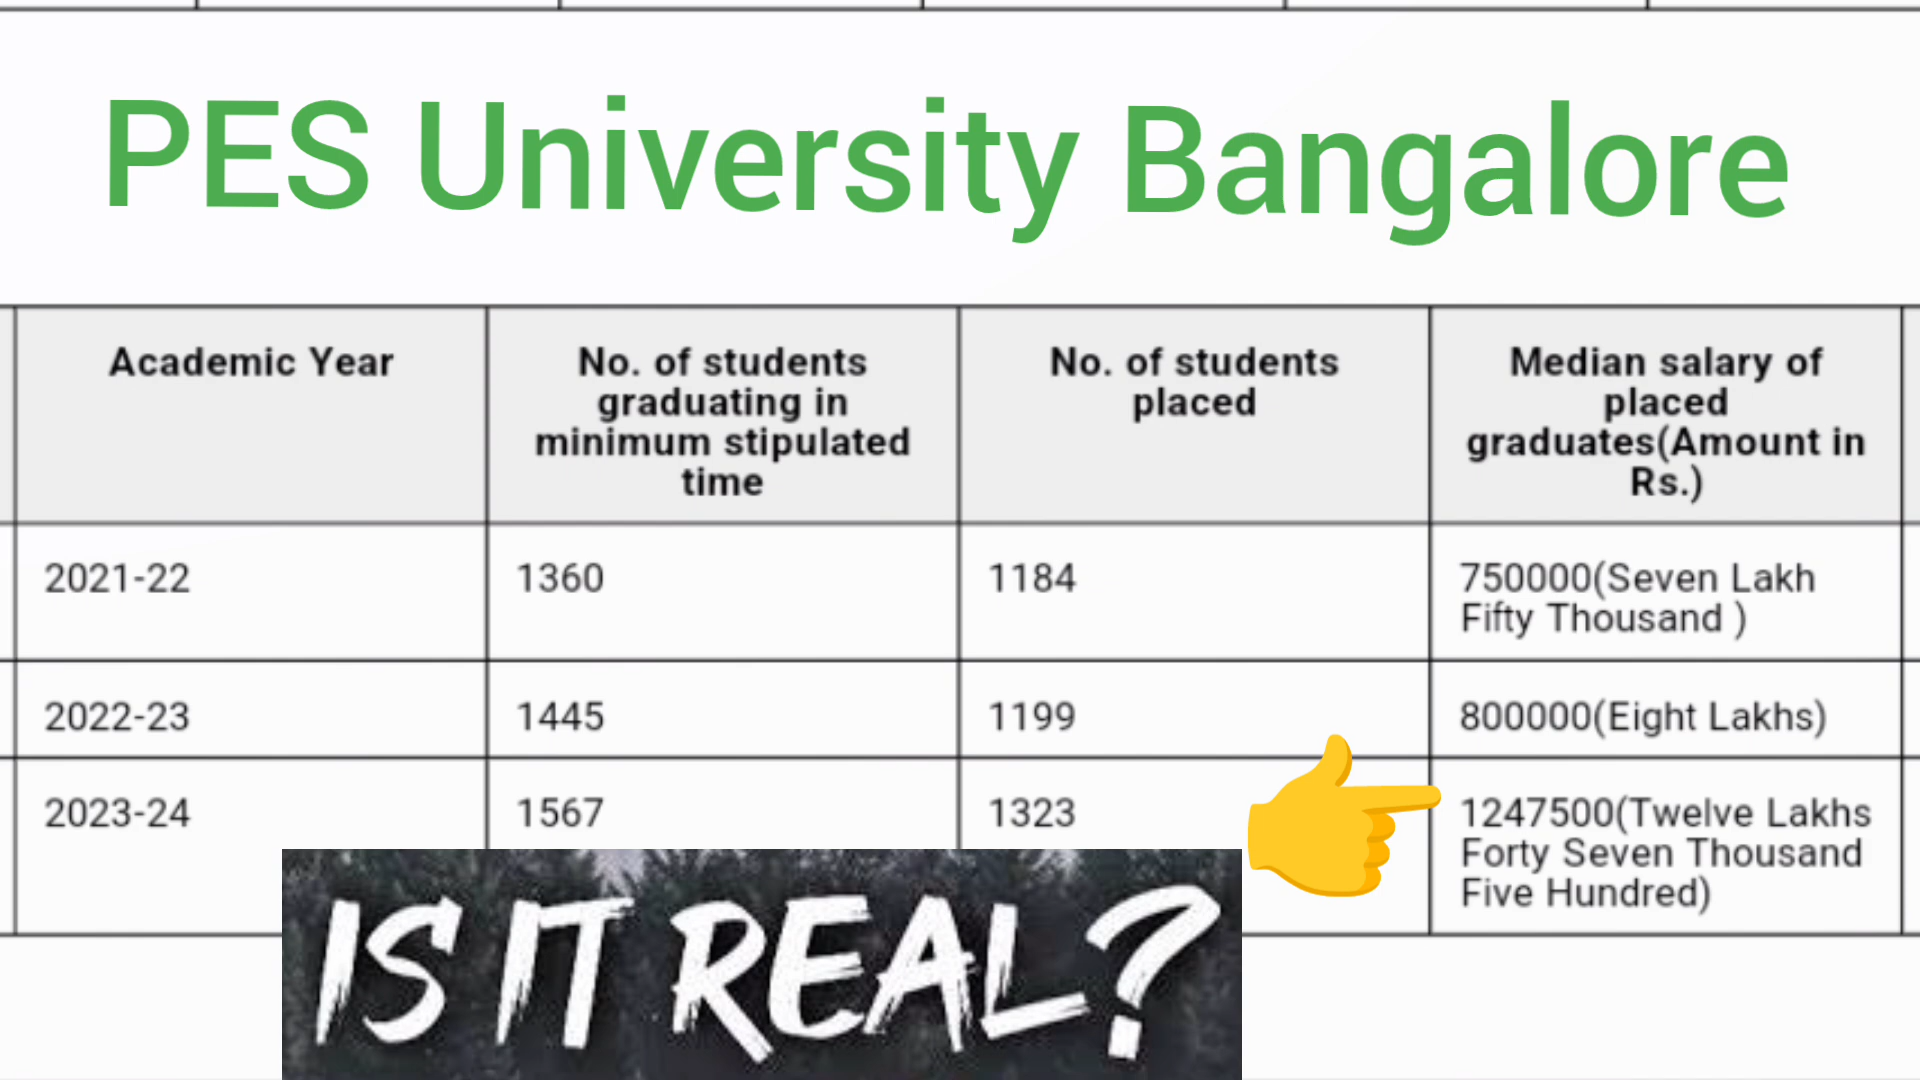 PES University Bangalore
Academic Year
No. of students
graduating in
minimum stipulated
time
No. of students
placed
Median salary of
placed
graduates(Amount in
Rs.)
2021-22
1360
1184
750000(Seven Lakh
Fifty Thousand )
2022-23
1445
1199
800000(Eight Lakhs)
2023-24
1567
1323
1247500(Twelve Lakhs
Forty Seven Thousand
Five Hundred)
IS IT REAL?